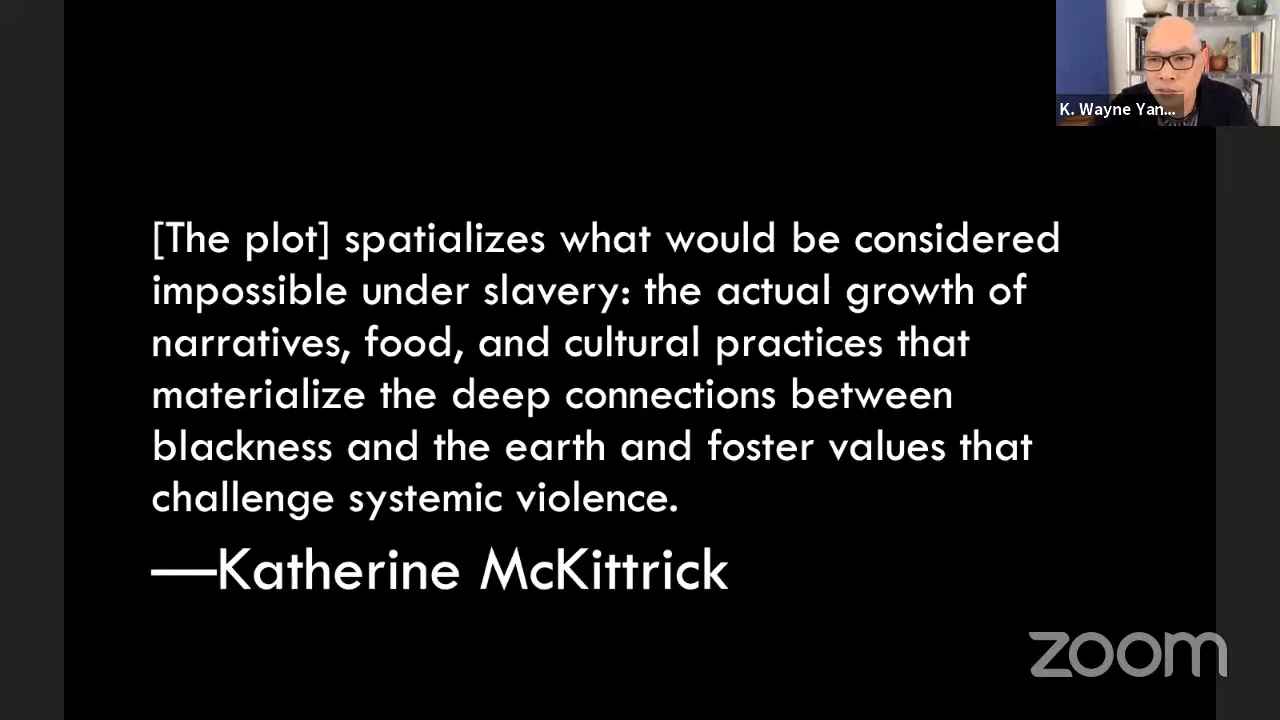 K. Wayne Yan...
[The plot] spatializes what would be considered
impossible under slavery: the actual growth of
narratives, food, and cultural practices that
materialize the deep connections between
blackness and the earth and foster values that
challenge systemic violence.
—Katherine McKittrick
zoom